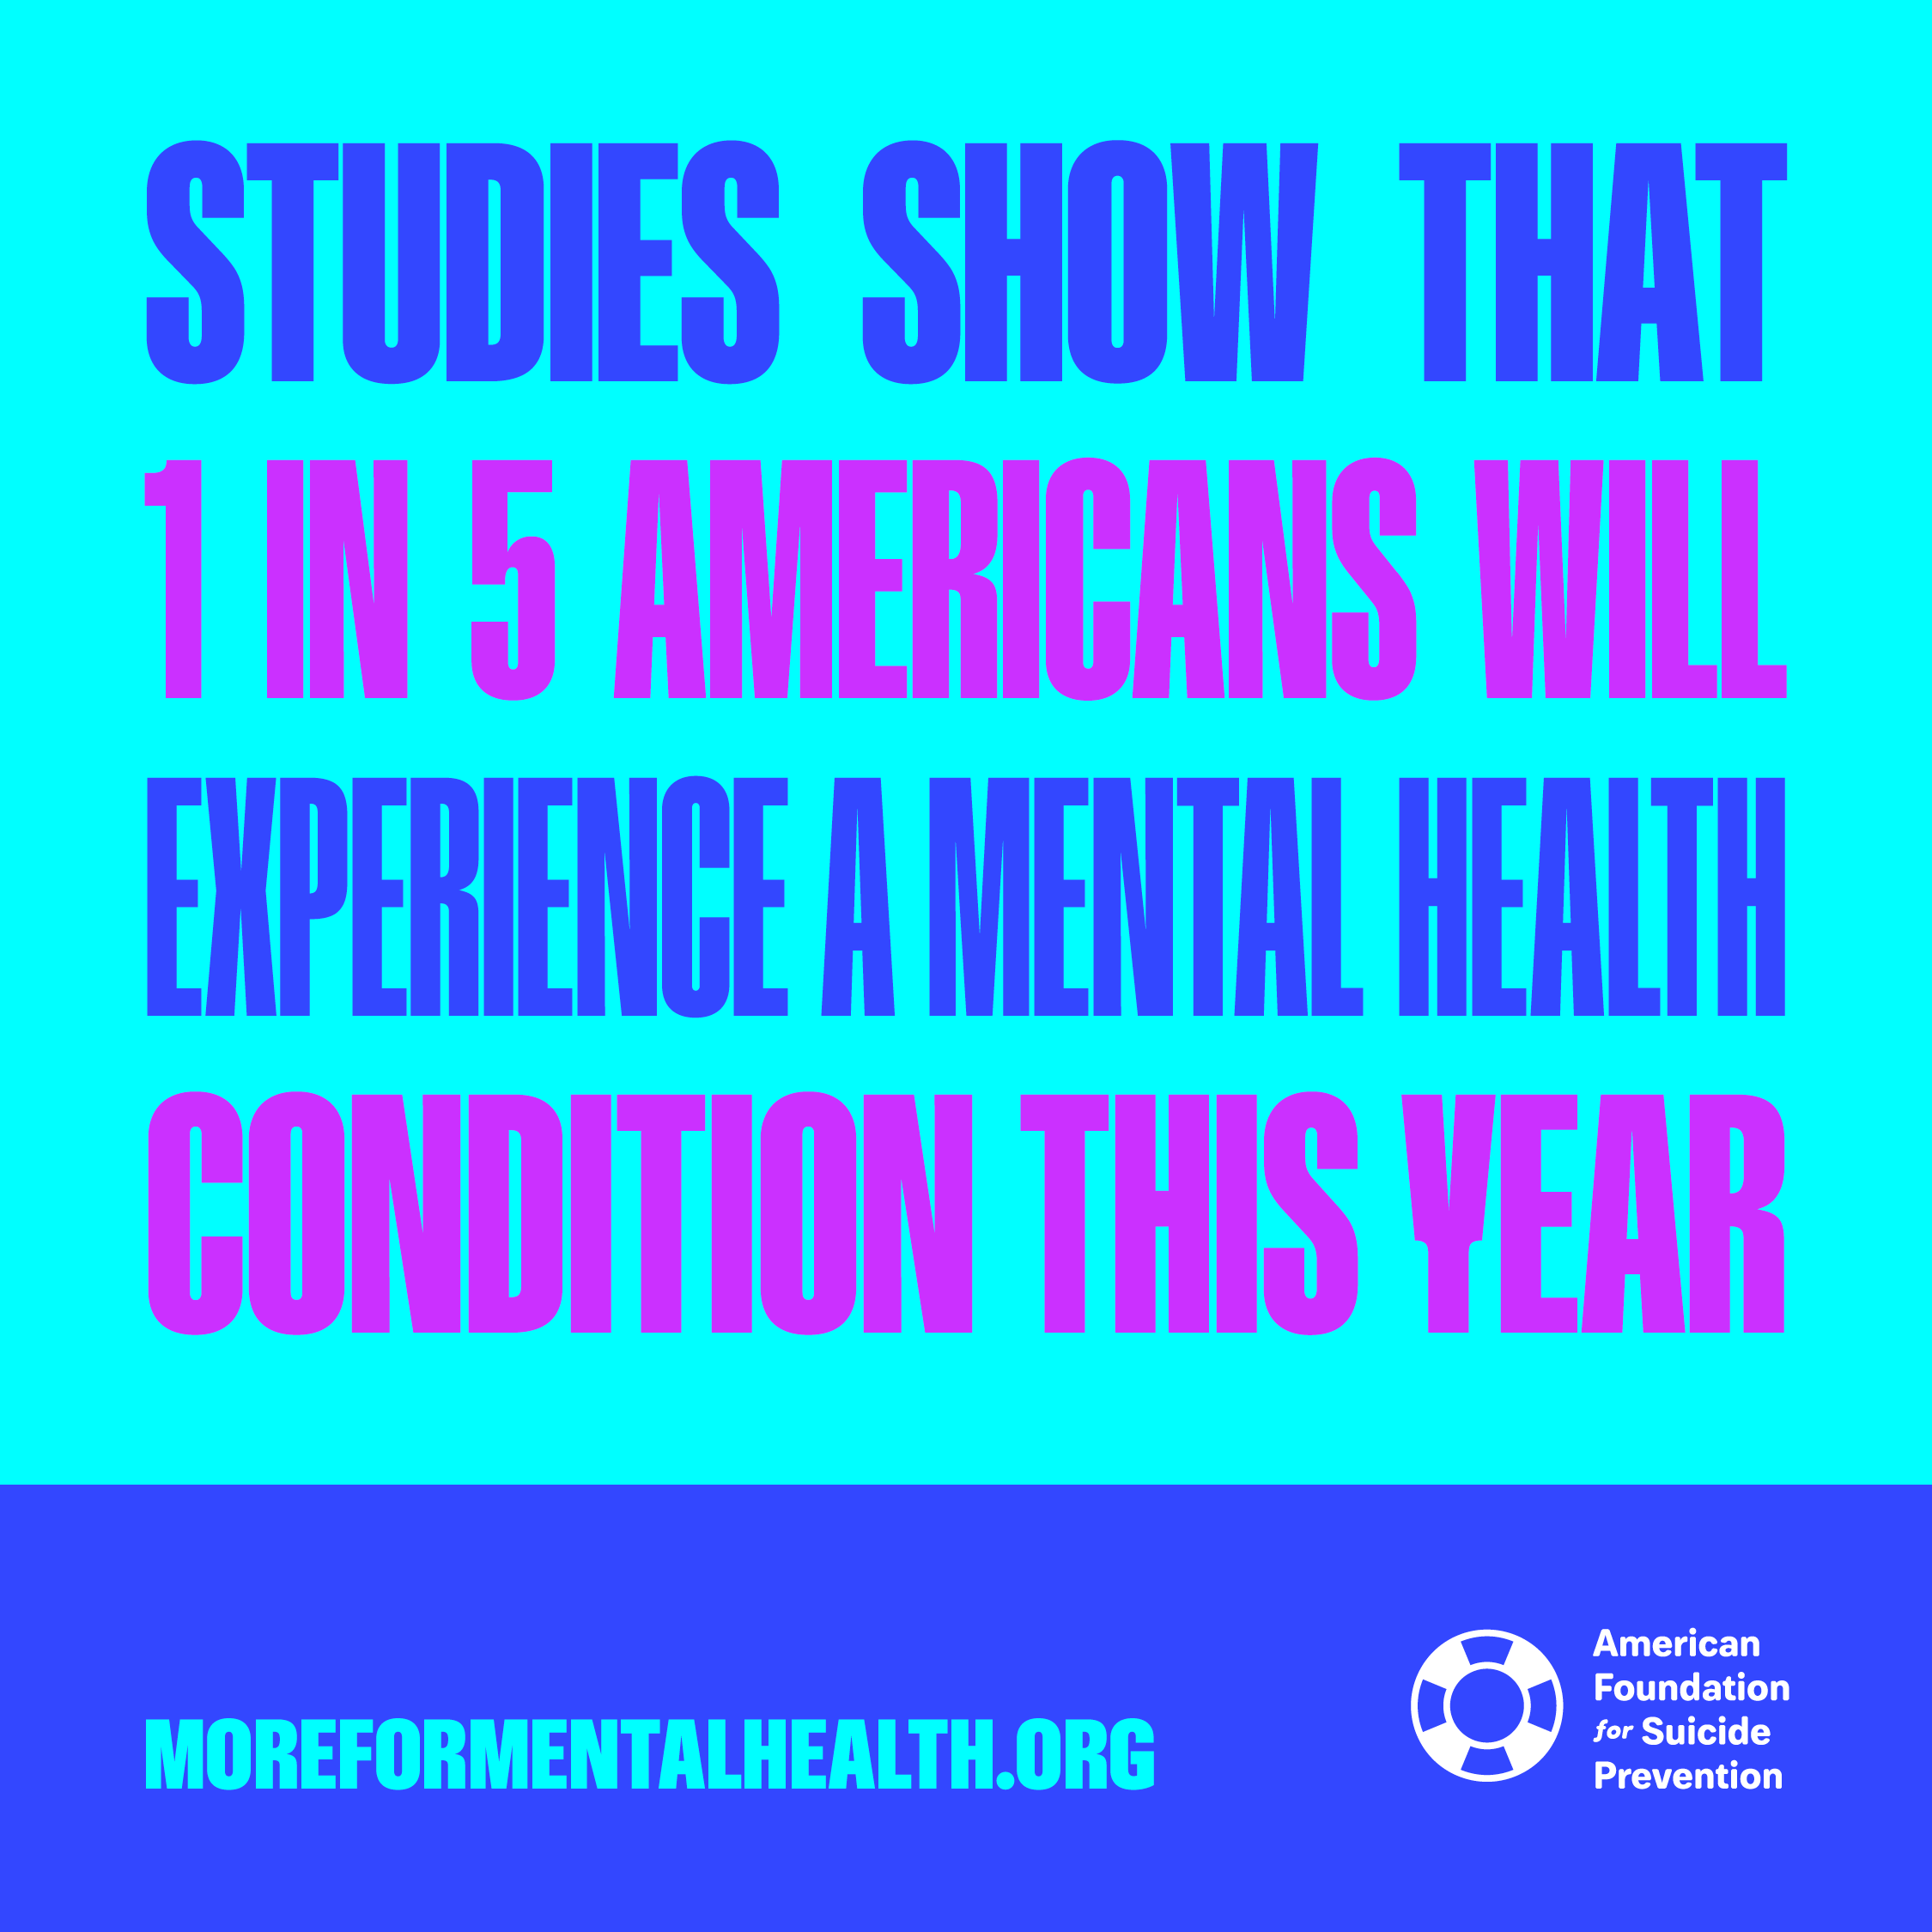 STUDIES SHOW THAT
1 IN 5 AMERICANS WILL
EXPERIENCE A MENTAL HEALTH
CONDITION THIS YEAR
MOREFORMENTALHEALTH.ORG
American
Foundation
for Suicide
Prevention